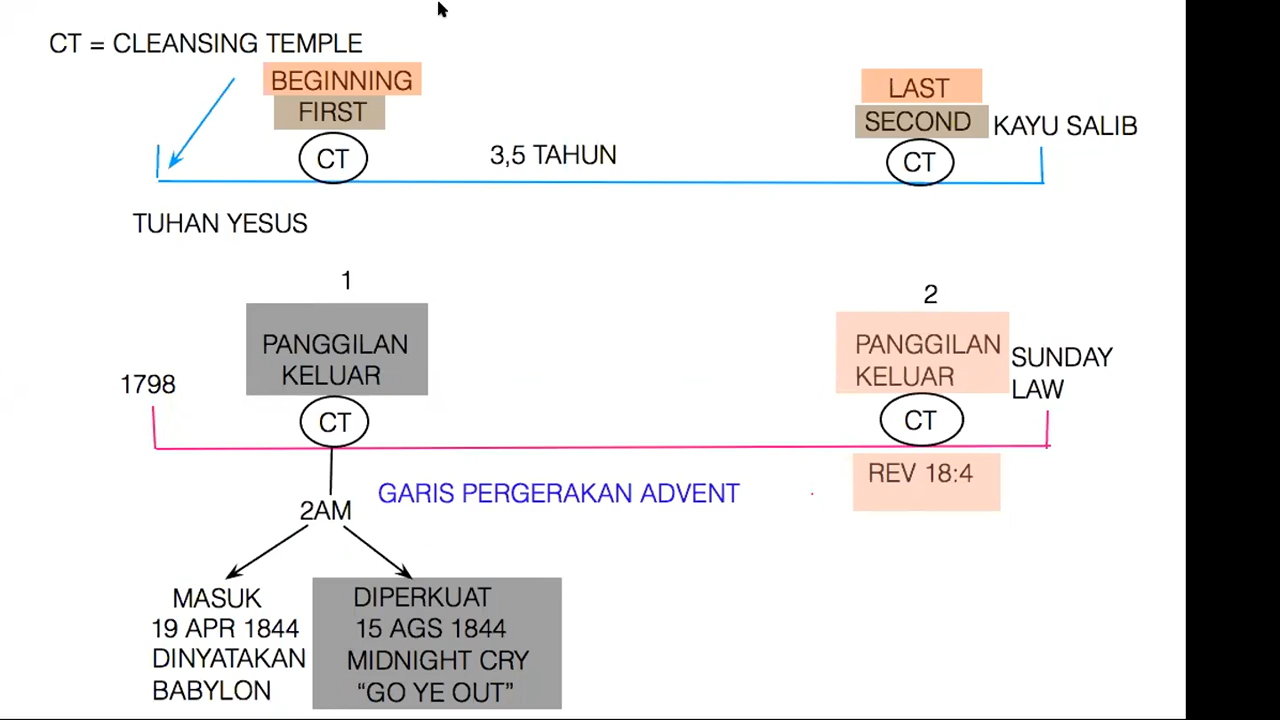 CT = CLEANSING TEMPLE
BEGINNING
FIRST
CT
3,5 TAHUN
LAST
SECOND
CT
KAYU SALIB
TUHAN YESUS
1
PANGGILAN
KELUAR
CT
1798
2
PANGGILAN
KELUAR
CT
SUNDAY
LAW
REV 18:4
GARIS PERGERAKAN ADVENT
2AM
MASUK
19 APR 1844
DINYATAKAN
BABYLON
DIPERKUAT
15 AGS 1844
MIDNIGHT CRY
“GO YE OUT”